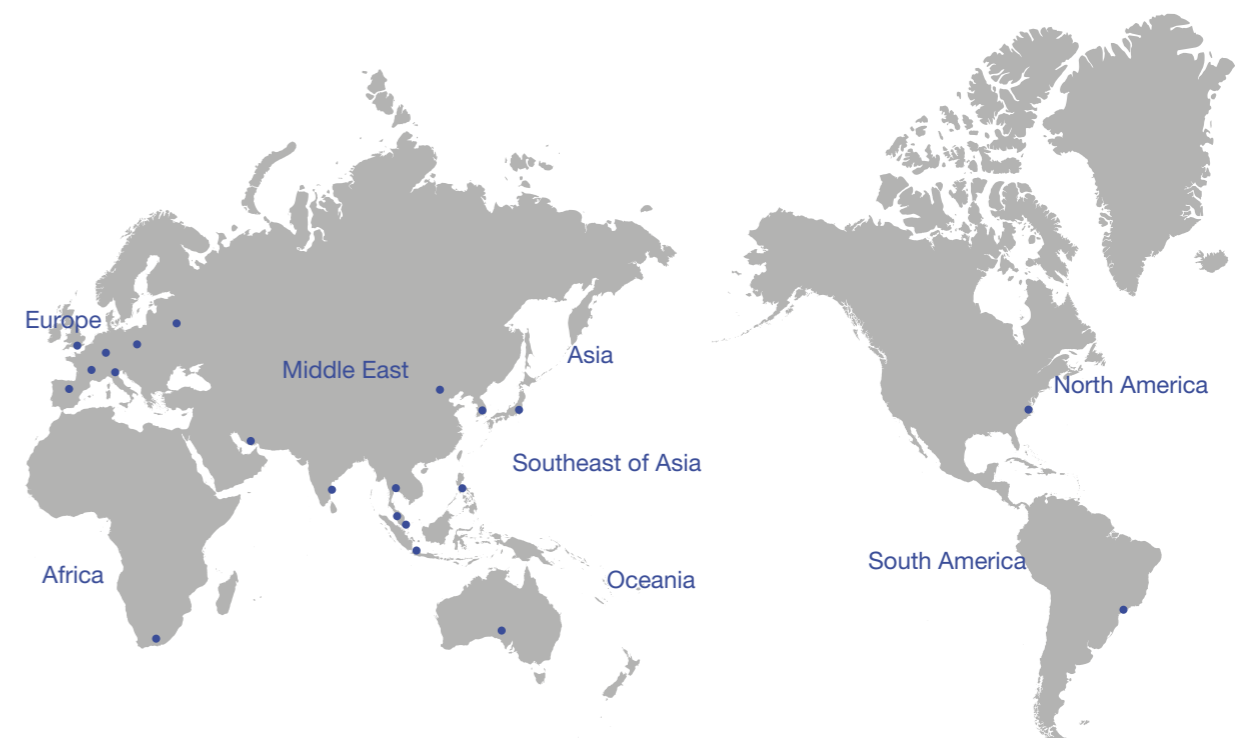 Europe
Middle East
Asia
North America
Southeast of Asia
South America
Africa
Oceania